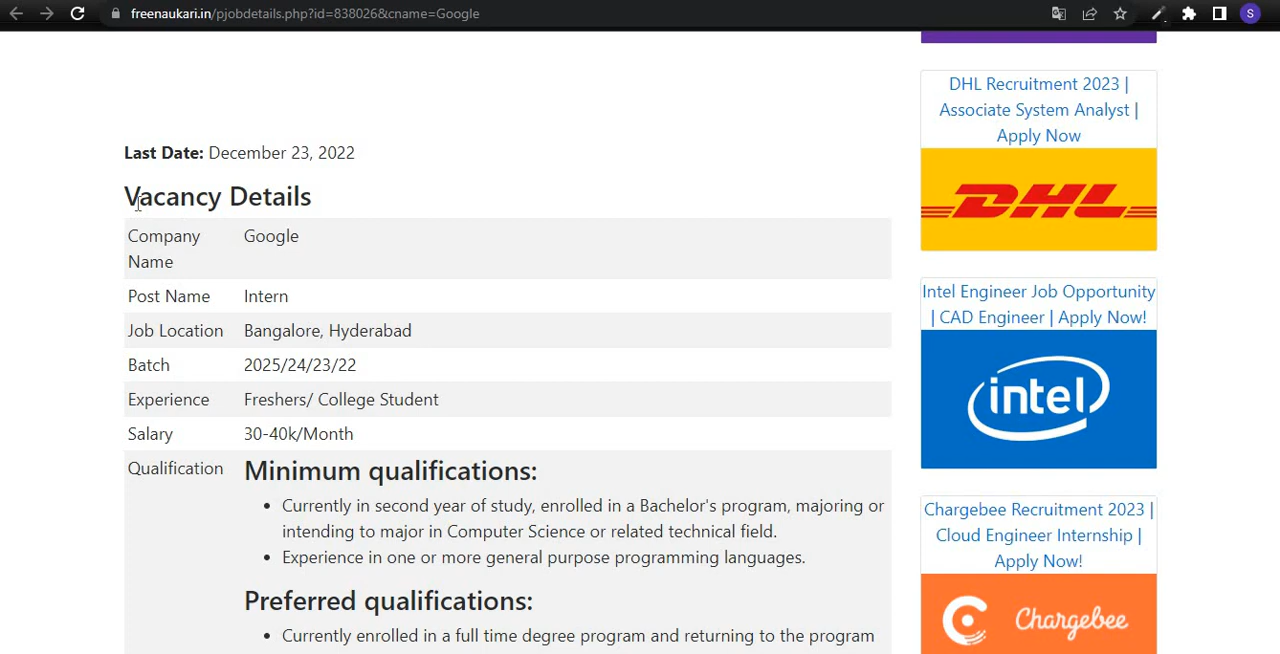 freenaukari.in/pjobdetails.php?id=838026&cname=Google
S
Last Date: December 23, 2022
Vacancy Details
Company Name Google
Post Name Intern
Job Location Bangalore, Hyderabad
Batch 2025/24/23/22
Experience Freshers/ College Student
Salary 30-40k/Month
Qualification Minimum qualifications:
• Currently in second year of study, enrolled in a Bachelor's program, majoring or
intending to major in Computer Science or related technical field.
• Experience in one or more general purpose programming languages.
Preferred qualifications:
• Currently enrolled in a full time degree program and returning to the program
DHL Recruitment 2023 |
Associate System Analyst |
Apply Now
DHL
Intel Engineer Job Opportunity
| CAD Engineer | Apply Now!
intel
Chargebee Recruitment 2023 |
Cloud Engineer Internship |
Apply Now!
Chargebee